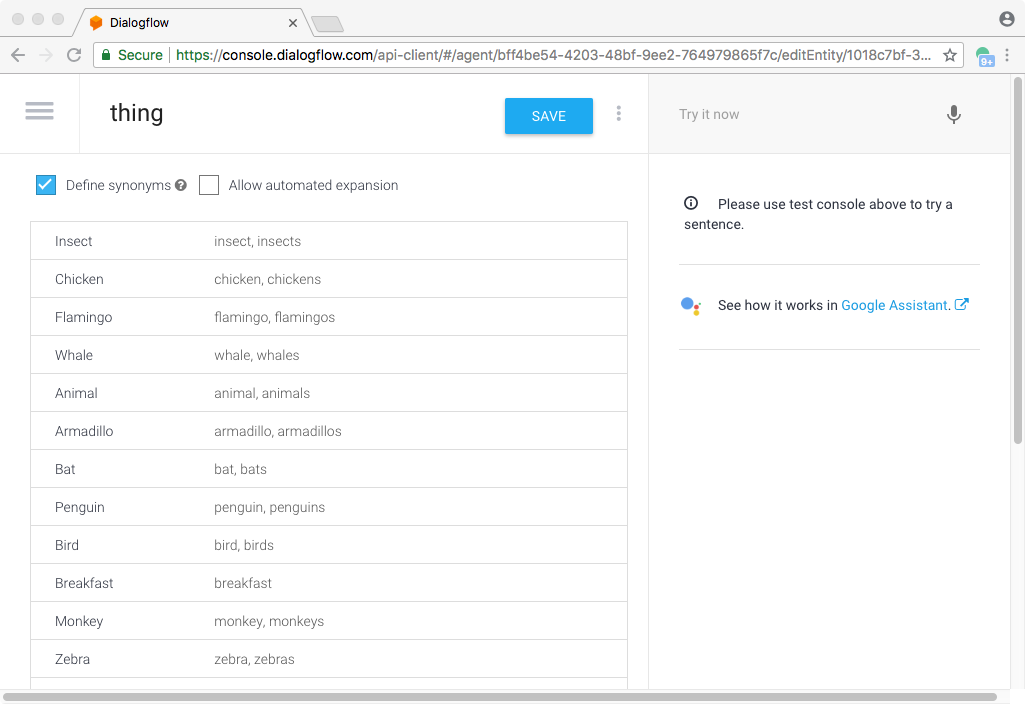 Dialogflow
Secure https://console.dialogflow.com/api-client/#/agent/bff4be54-4203-48bf-9ee2-764979865f7c/editEntity/1018c7bf-3...
9+
thing
SAVE
Try it now
Define synonyms ? Allow automated expansion
Please use test console above to try a
sentence.
See how it works in Google Assistant.
Insect insect, insects
Chicken chicken, chickens
Flamingo flamingo, flamingos
Whale whale, whales
Animal animal, animals
Armadillo armadillo, armadillos
Bat bat, bats
Penguin penguin, penguins
Bird bird, birds
Breakfast breakfast
Monkey monkey, monkeys
Zebra zebra, zebras